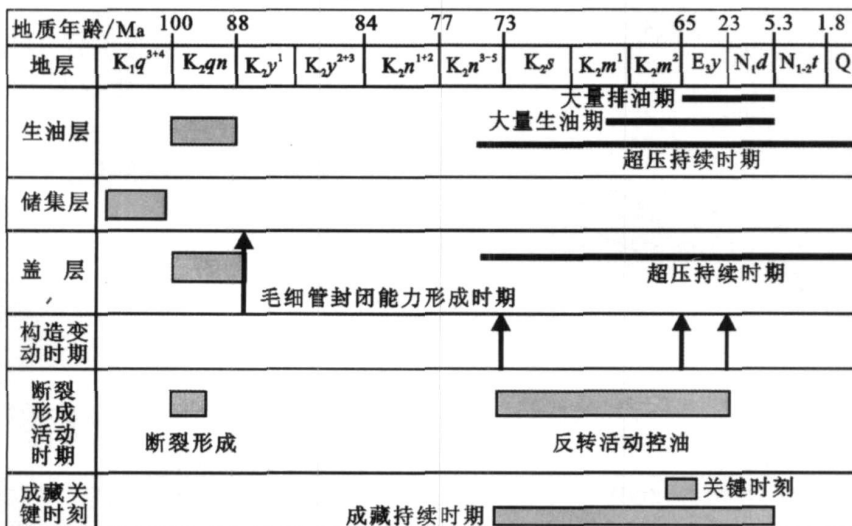 地质年龄/Ma 100 88 84 77 73 65 23 5.3 1.8
地层 K₁q³⁺⁴ K₂qn K₂y¹ K₂y²⁺³ K₂n¹⁺² K₂n³⁻⁵ K₂s K₂m¹ K₂m² E₃y N₁d N₁₋₂t Q
大量排油期
大量生油期
生油层
超压持续时期
储集层
盖 层
超压持续时期
毛细管封闭能力形成时期
构造变
动时期
断裂
形成
活动
时期
断裂形成 反转活动控油
成藏关
键时刻
关键时刻
成藏持续时期